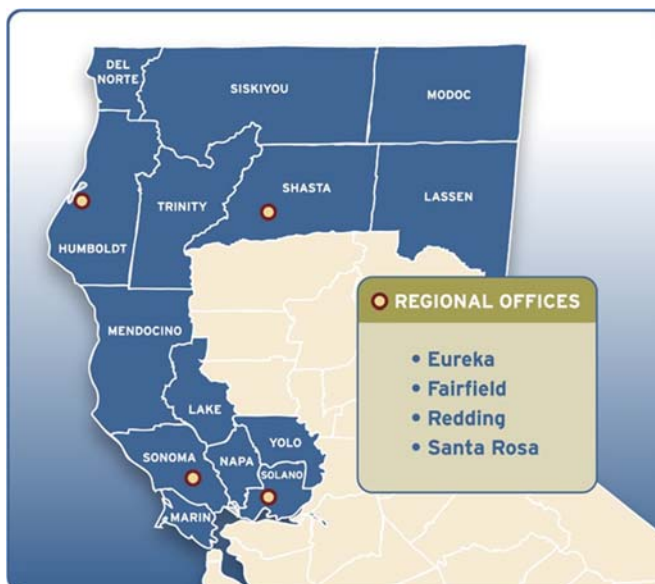 DEL
NORTE
SISKIYOU
MODOC
SHASTA
TRINITY
LASSEN
HUMBOLDT
REGIONAL OFFICES
MENDOCINO
• Eureka
• Fairfield
• Redding
• Santa Rosa
LAKE
YOLO
SONOMA
NAPA
SOLANO
MARIN